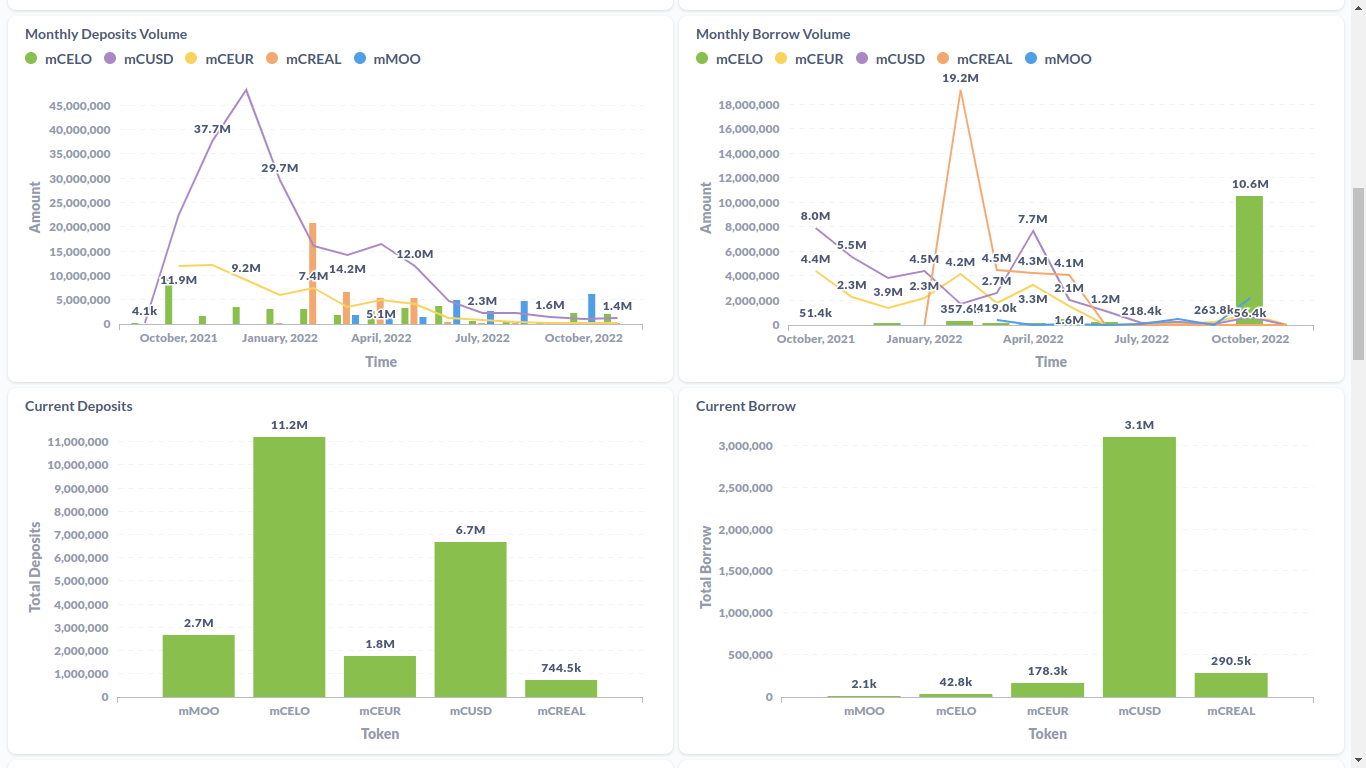 Monthly Deposits Volume
mCELO mCUSD mCEUR mCREAL mMOO
45,000,000
40,000,000
35,000,000
30,000,000
25,000,000
20,000,000
15,000,000
10,000,000
5,000,000
0
Amount
4.1k 11.9M 37.7M 9.2M 29.7M 7.4M 14.2M 5.1M 12.0M 2.3M 1.6M 1.4M
October, 2021 January, 2022 April, 2022 July, 2022 October, 2022
Time
Monthly Borrow Volume
mCELO mCEUR mCUSD mCREAL mMOO
18,000,000
16,000,000
14,000,000
12,000,000
10,000,000
8,000,000
6,000,000
4,000,000
2,000,000
0
Amount
19.2M
10.6M
8.0M 7.7M
5.5M
4.4M 4.5M 4.2M 4.5M 4.3M 4.1M
2.3M 3.9M 2.3M 2.7M 2.1M
3.3M 1.2M
51.4k 357.6k 419.0k 1.6M 218.4k 263.8k 56.4k
October, 2021 January, 2022 April, 2022 July, 2022 October, 2022
Time
Current Deposits
11,000,000
10,000,000
9,000,000
8,000,000
7,000,000
6,000,000
5,000,000
4,000,000
3,000,000
2,000,000
1,000,000
0
Total Deposits
2.7M 11.2M 1.8M 6.7M 744.5k
mMOO mCELO mCEUR mCUSD mCREAL
Token
Current Borrow
3,000,000
2,500,000
2,000,000
1,500,000
1,000,000
500,000
0
Total Borrow
2.1k 42.8k 178.3k 3.1M 290.5k
mMOO mCELO mCEUR mCUSD mCREAL
Token